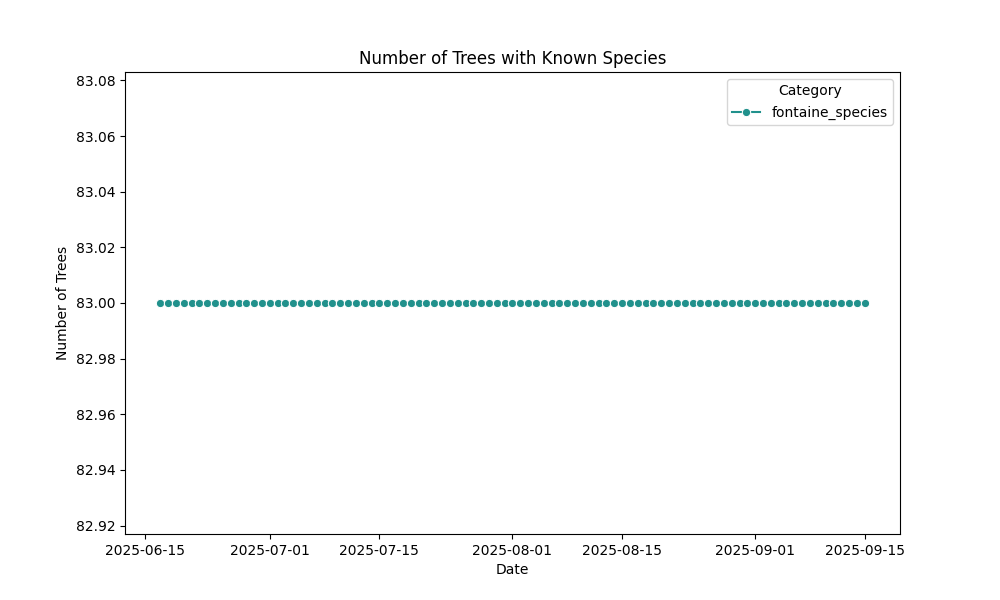 Number of Trees with Known Species
Category
fontaine_species
Number of Trees
83.08
83.06
83.04
83.02
83.00
82.98
82.96
82.94
82.92
2025-06-15 2025-07-01 2025-07-15 2025-08-01 2025-08-15 2025-09-01 2025-09-15
Date